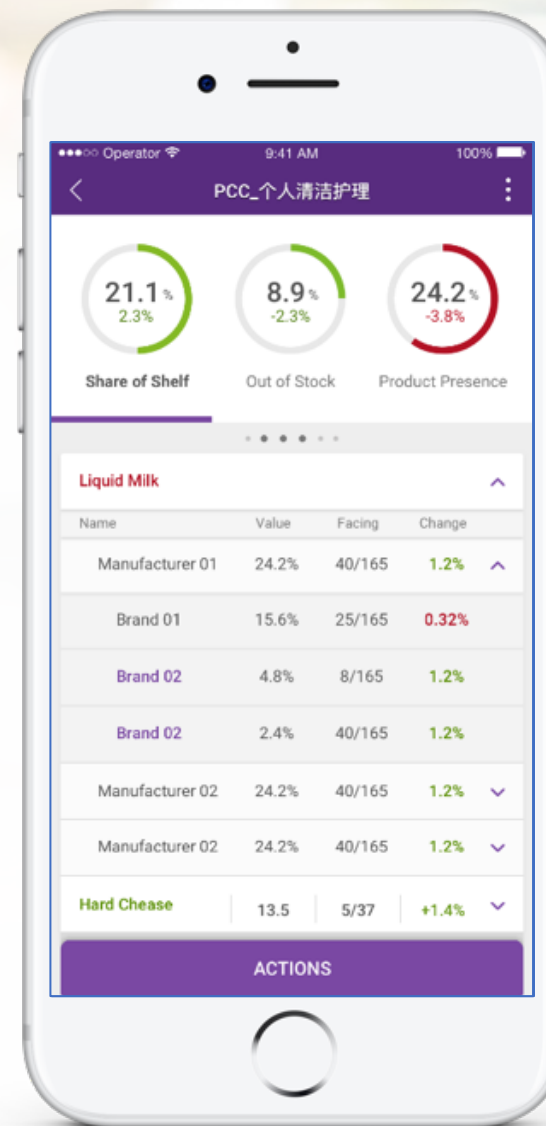 Operator 9:41 AM 100%
PCC_个人清洁护理
21.1% 8.9% 24.2%
2.3% -2.3% -3.8%
Share of Shelf Out of Stock Product Presence
Liquid Milk
Name Value Facing Change
Manufacturer 01 24.2% 40/165 1.2%
Brand 01 15.6% 25/165 0.32%
Brand 02 4.8% 8/165 1.2%
Brand 02 2.4% 40/165 1.2%
Manufacturer 02 24.2% 40/165 1.2%
Manufacturer 02 24.2% 40/165 1.2%
Hard Chease 13.5 5/37 +1.4%
ACTIONS